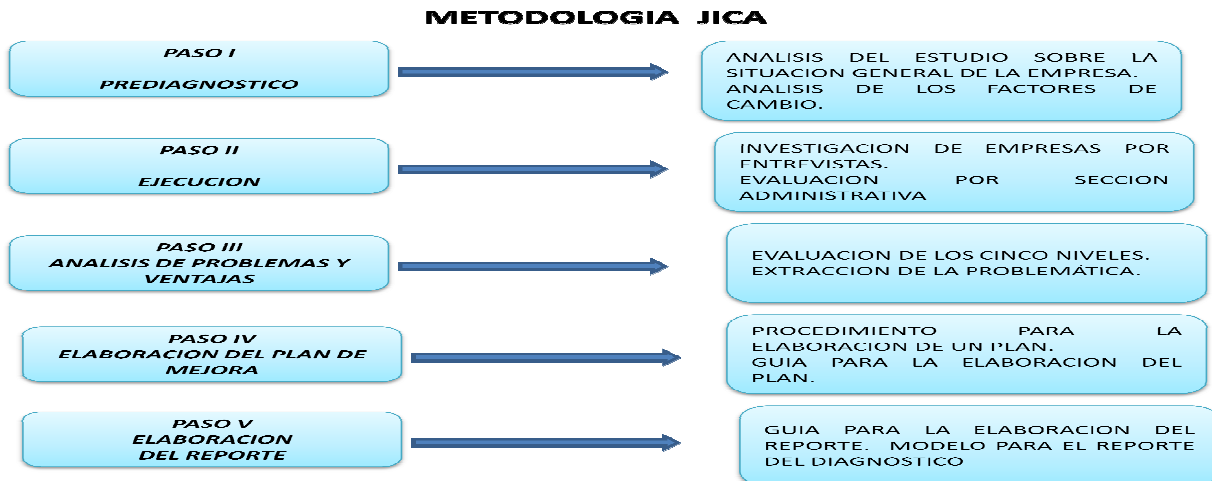 METODOLOGIA JICA
PASO I
PREDIAGNOSTICO
ANALISIS DEL ESTUDIO SOBRE LA
SITUACION GENERAL DE LA EMPRESA.
ANALISIS DE LOS FACTORES DE
CAMBIO.
PASO II
EJECUCION
INVESTIGACION DE EMPRESAS POR
ENTREVISTAS.
EVALUACION POR SECCION
ADMINISTRATIVA
PASO III
ANALISIS DE PROBLEMAS Y
VENTAJAS
EVALUACION DE LOS CINCO NIVELES.
EXTRACCION DE LA PROBLEMÁTICA.
PASO IV
ELABORACION DEL PLAN DE
MEJORA
PROCEDIMIENTO PARA LA
ELABORACION DE UN PLAN.
GUIA PARA LA ELABORACION DEL
PLAN.
PASO V
ELABORACION
DEL REPORTE
GUIA PARA LA ELABORACION DEL
REPORTE. MODELO PARA EL REPORTE
DEL DIAGNOSTICO